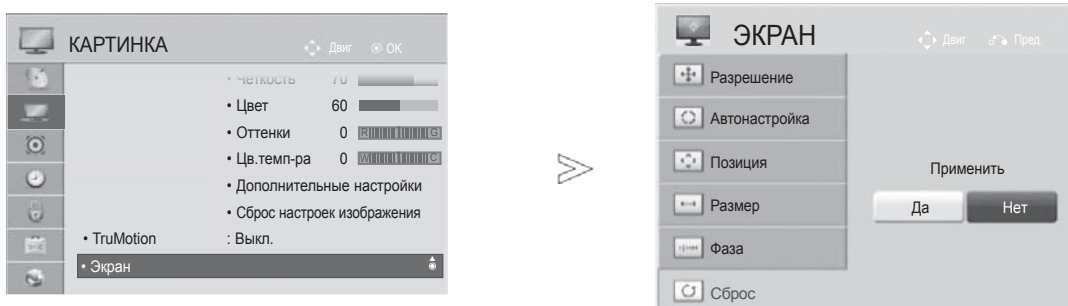 КАРТИНКА
Двиг ОК
• Четкость 70
• Цвет 60
• Оттенки 0 R G
• Цв.темп-ра 0 W C
• Дополнительные настройки
• Сброс настроек изображения
• TruMotion : Выкл.
• Экран
ЭКРАН
Двиг Пред.
Разрешение
Автонастройка
Позиция
Размер
Фаза
Сброс
Применить
Да Нет